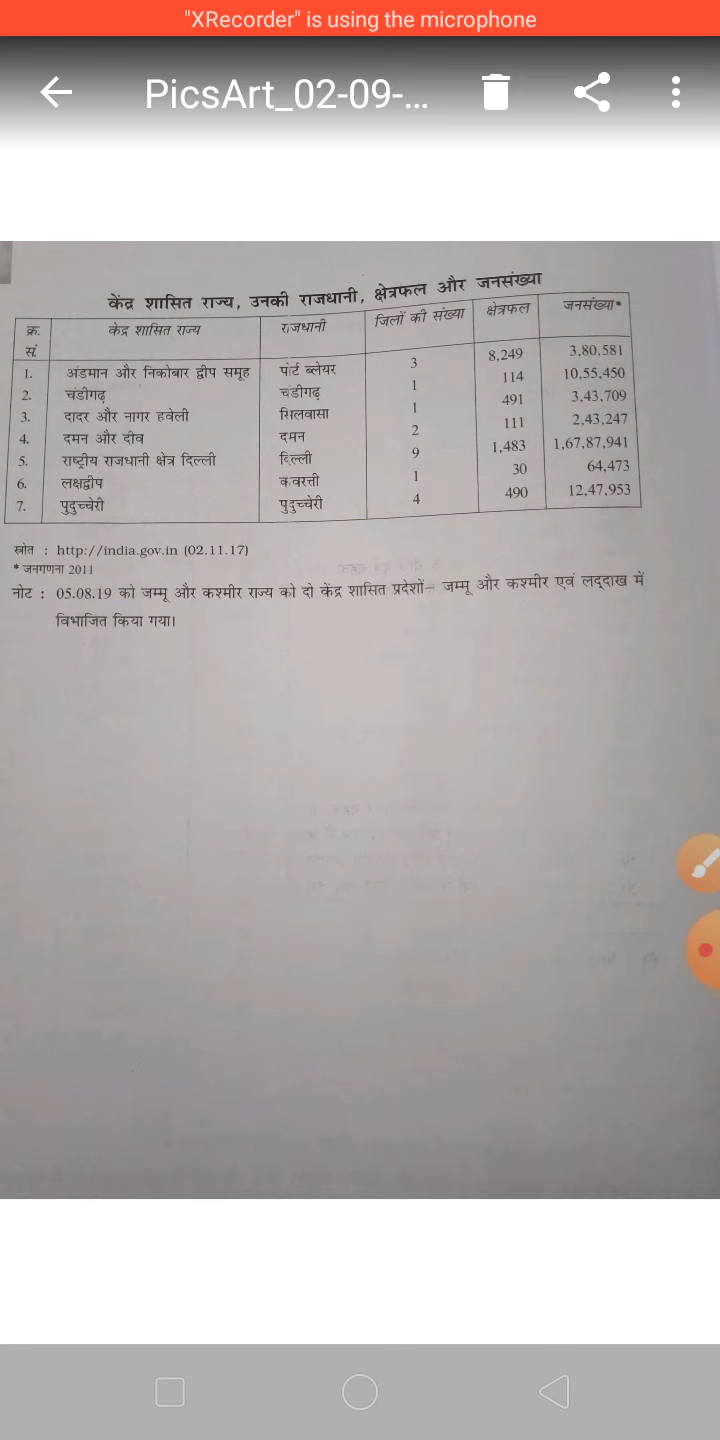 "XRecorder" is using the microphone
PicsArt_02-09-...
केंद्र शासित राज्य, उनकी राजधानी, क्षेत्रफल और जनसंख्या
क्र. सं. केंद्र शासित राज्य राजधानी जिलों की संख्या क्षेत्रफल जनसंख्या*
1. अंडमान और निकोबार द्वीप समूह पोर्ट ब्लेयर 3 8,249 3,80,581
2. चंडीगढ़ चंडीगढ़ 1 114 10,55,450
3. दादर और नागर हवेली सिलवासा 1 491 3,43,709
4. दमन और दीव दमन 2 111 2,43,247
5. राष्ट्रीय राजधानी क्षेत्र दिल्ली दिल्ली 9 1,483 1,67,87,941
6. लक्षद्वीप कवरत्ती 1 30 64,473
7. पुदुच्चेरी पुदुच्चेरी 4 490 12,47,953
स्रोत : http://india.gov.in (02.11.17)
* जनगणना 2011
नोट : 05.08.19 को जम्मू और कश्मीर राज्य को दो केंद्र शासित प्रदेशों– जम्मू और कश्मीर एवं लद्दाख में
विभाजित किया गया।